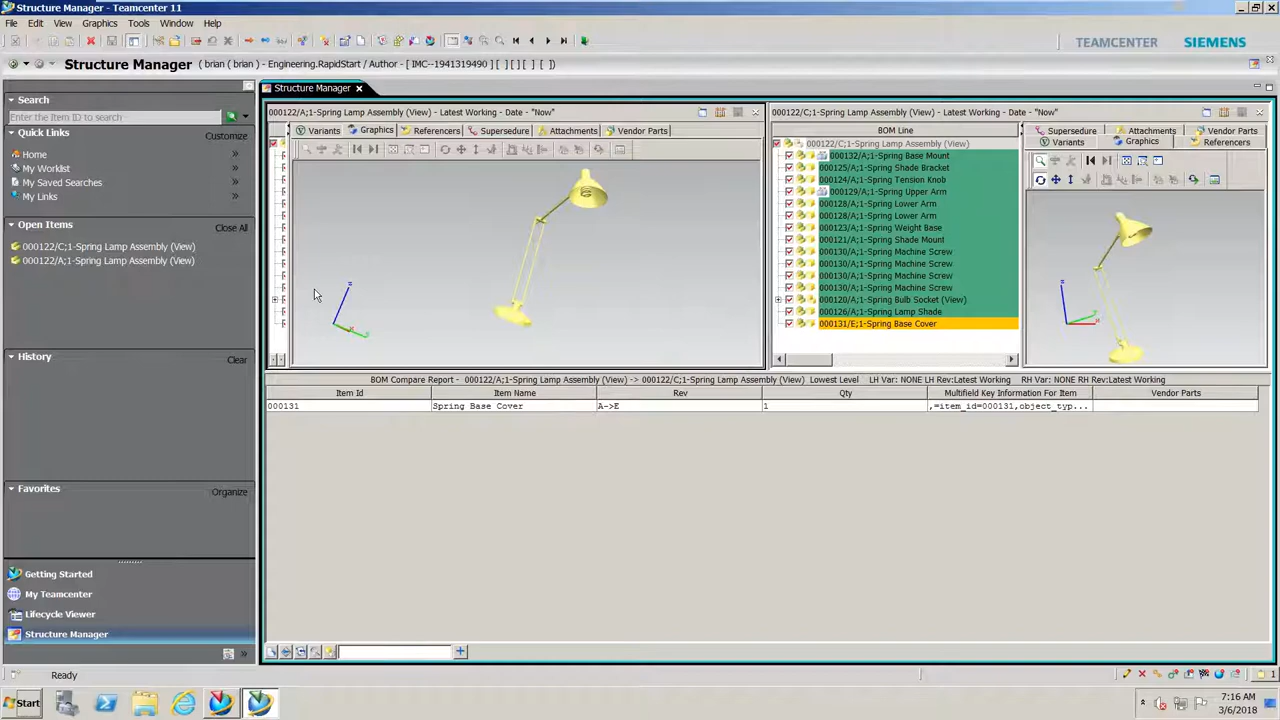 Structure Manager - Teamcenter 11
File Edit View Graphics Tools Window Help
TEAMCENTER SIEMENS
Structure Manager ( brian ( brian ) - Engineering.RapidStart / Author - [ IMC--1941319490 ] [ ] [ ] [ ] )
Search
Enter the Item ID to search
Quick Links Customize
Home
My Worklist
My Saved Searches
My Links
Open Items Close All
000122/C;1-Spring Lamp Assembly (View)
000122/A;1-Spring Lamp Assembly (View)
History Clear
Favorites Organize
Getting Started
My Teamcenter
Lifecycle Viewer
Structure Manager
Structure Manager
000122/A;1-Spring Lamp Assembly (View) - Latest Working - Date - "Now"
Variants Graphics Referencers Supersedure Attachments Vendor Parts
000122/C;1-Spring Lamp Assembly (View) - Latest Working - Date - "Now"
BOM Line
000122/C;1-Spring Lamp Assembly (View)
000132/A;1-Spring Base Mount
000125/A;1-Spring Shade Bracket
000124/A;1-Spring Tension Knob
000129/A;1-Spring Upper Arm
000128/A;1-Spring Lower Arm
000128/A;1-Spring Lower Arm
000123/A;1-Spring Weight Base
000121/A;1-Spring Shade Mount
000130/A;1-Spring Machine Screw
000130/A;1-Spring Machine Screw
000130/A;1-Spring Machine Screw
000130/A;1-Spring Machine Screw
000120/A;1-Spring Bulb Socket (View)
000126/A;1-Spring Lamp Shade
000131/E;1-Spring Base Cover
Supersedure Attachments Vendor Parts
Variants Graphics Referencers
BOM Compare Report - 000122/A;1-Spring Lamp Assembly (View) -> 000122/C;1-Spring Lamp Assembly (View) Lowest Level LH Var: NONE LH Rev:Latest Working RH Var: NONE RH Rev:Latest Working
Item Id Item Name Rev Qty Multifield Key Information For Item Vendor Parts
000131 Spring Base Cover A->E 1 ,=item_id=000131,object_typ...
Ready
1
Start
7:16 AM
3/6/2018